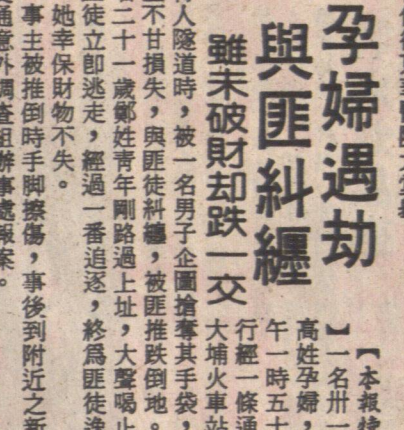 孕婦遇劫
與匪糾纏
雖未破財却跌一交
【本報特
】一名卅一
高姓孕婦，
午一時五十
行經一條通
大埔火車站
人隧道時，被一名男子企圖搶奪其手袋，
不甘損失，與匪徒糾纏，被匪推跌倒地。
二十一歲鄭姓青年剛路過上址，大聲喝止
徒立即逃走，經過一番追逐，終爲匪徒
她幸保財物不失。
事主被推倒時手脚擦傷，事後到附近之新
通意外調查組辦事處報案。